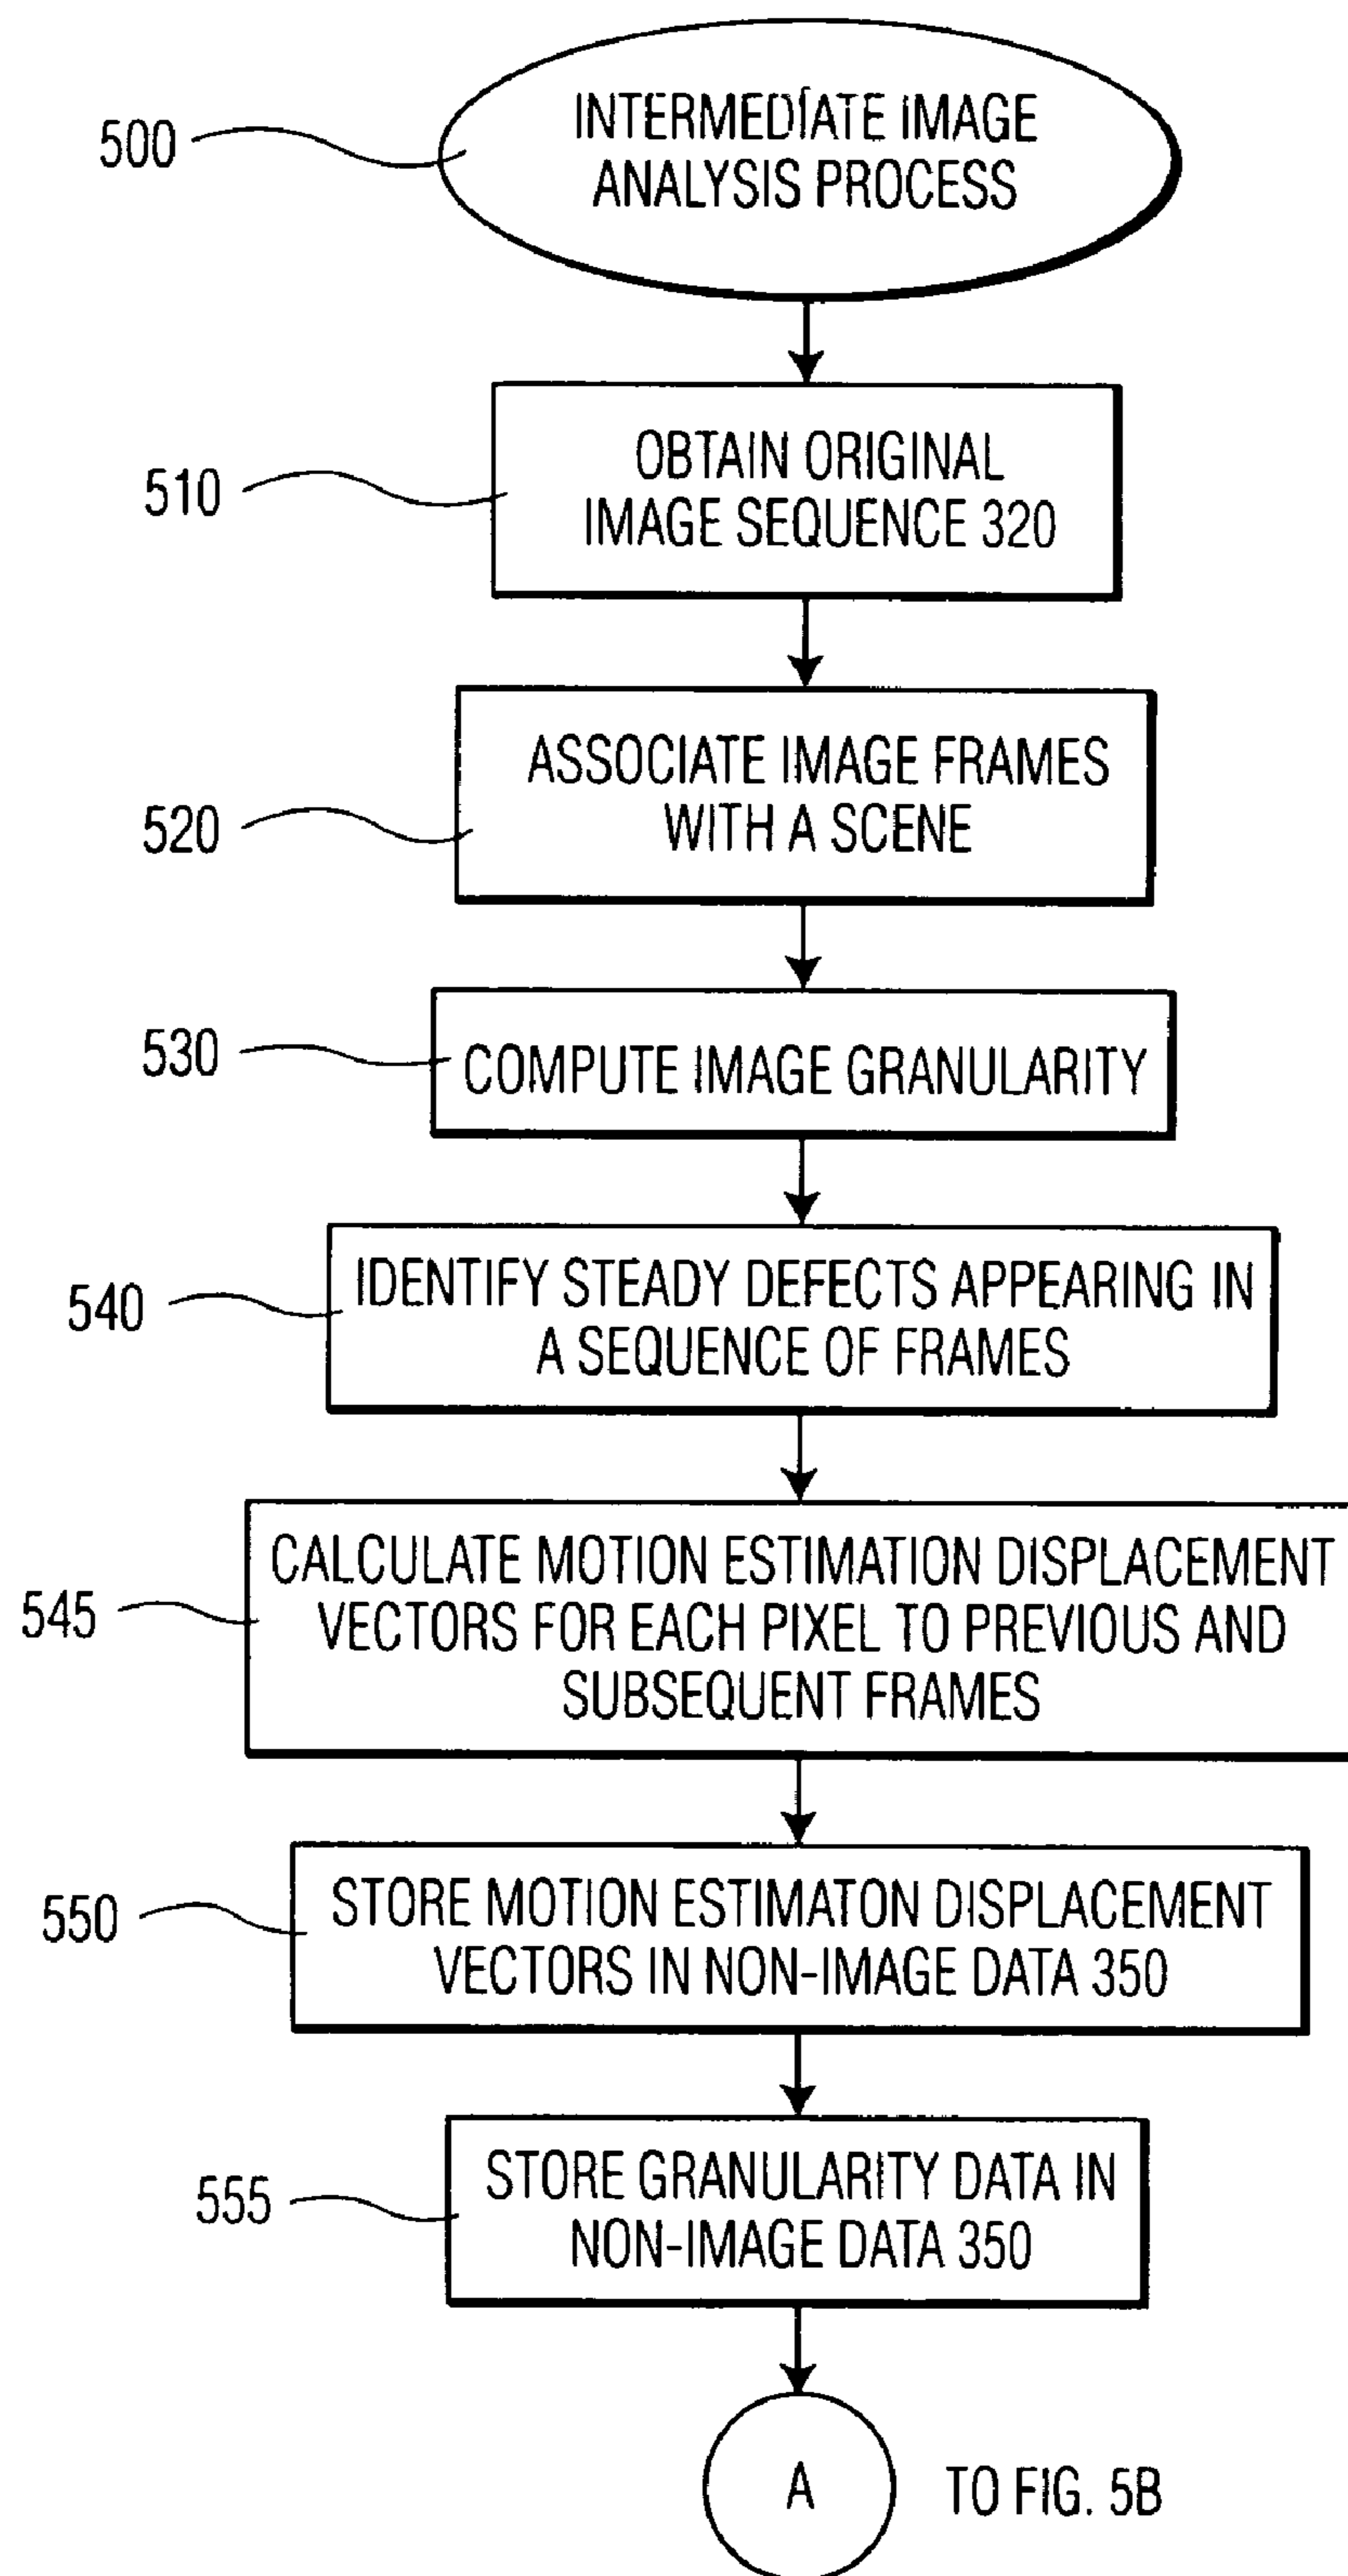 500
INTERMEDIATE IMAGE
ANALYSIS PROCESS
510
OBTAIN ORIGINAL
IMAGE SEQUENCE 320
520
ASSOCIATE IMAGE FRAMES
WITH A SCENE
530
COMPUTE IMAGE GRANULARITY
540
IDENTIFY STEADY DEFECTS APPEARING IN
A SEQUENCE OF FRAMES
545
CALCULATE MOTION ESTIMATION DISPLACEMENT
VECTORS FOR EACH PIXEL TO PREVIOUS AND
SUBSEQUENT FRAMES
550
STORE MOTION ESTIMATON DISPLACEMENT
VECTORS IN NON-IMAGE DATA 350
555
STORE GRANULARITY DATA IN
NON-IMAGE DATA 350
A
TO FIG. 5B